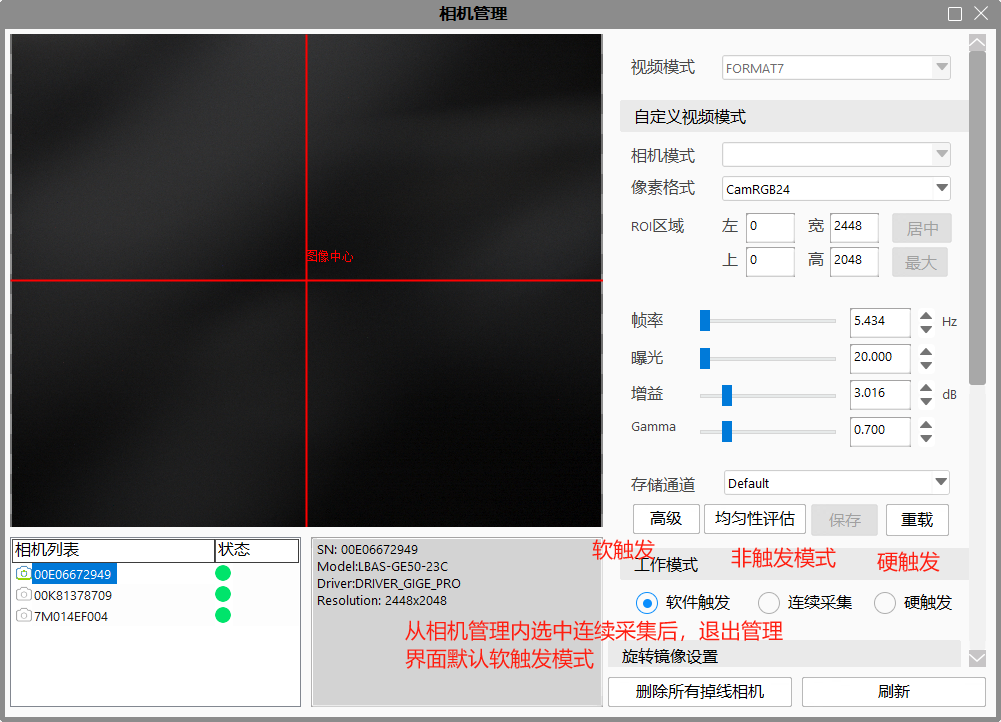 相机管理
视频模式 FORMAT7
自定义视频模式
相机模式
像素格式 CamRGB24
ROI区域 左 0 宽 2448 居中
上 0 高 2048 最大
图像中心
帧率 5.434 Hz
曝光 20.000
增益 3.016 dB
Gamma 0.700
存储通道 Default
高级 均匀性评估 保存 重载
相机列表 状态
00E06672949
00K81378709
7M014EF004
SN: 00E06672949
Model:LBAS-GE50-23C
Driver:DRIVER_GIGE_PRO
Resolution: 2448x2048
软触发 非触发模式 硬触发
工作模式
软件触发 连续采集 硬触发
从相机管理内选中连续采集后，退出管理
界面默认软触发模式
旋转镜像设置
删除所有掉线相机 刷新